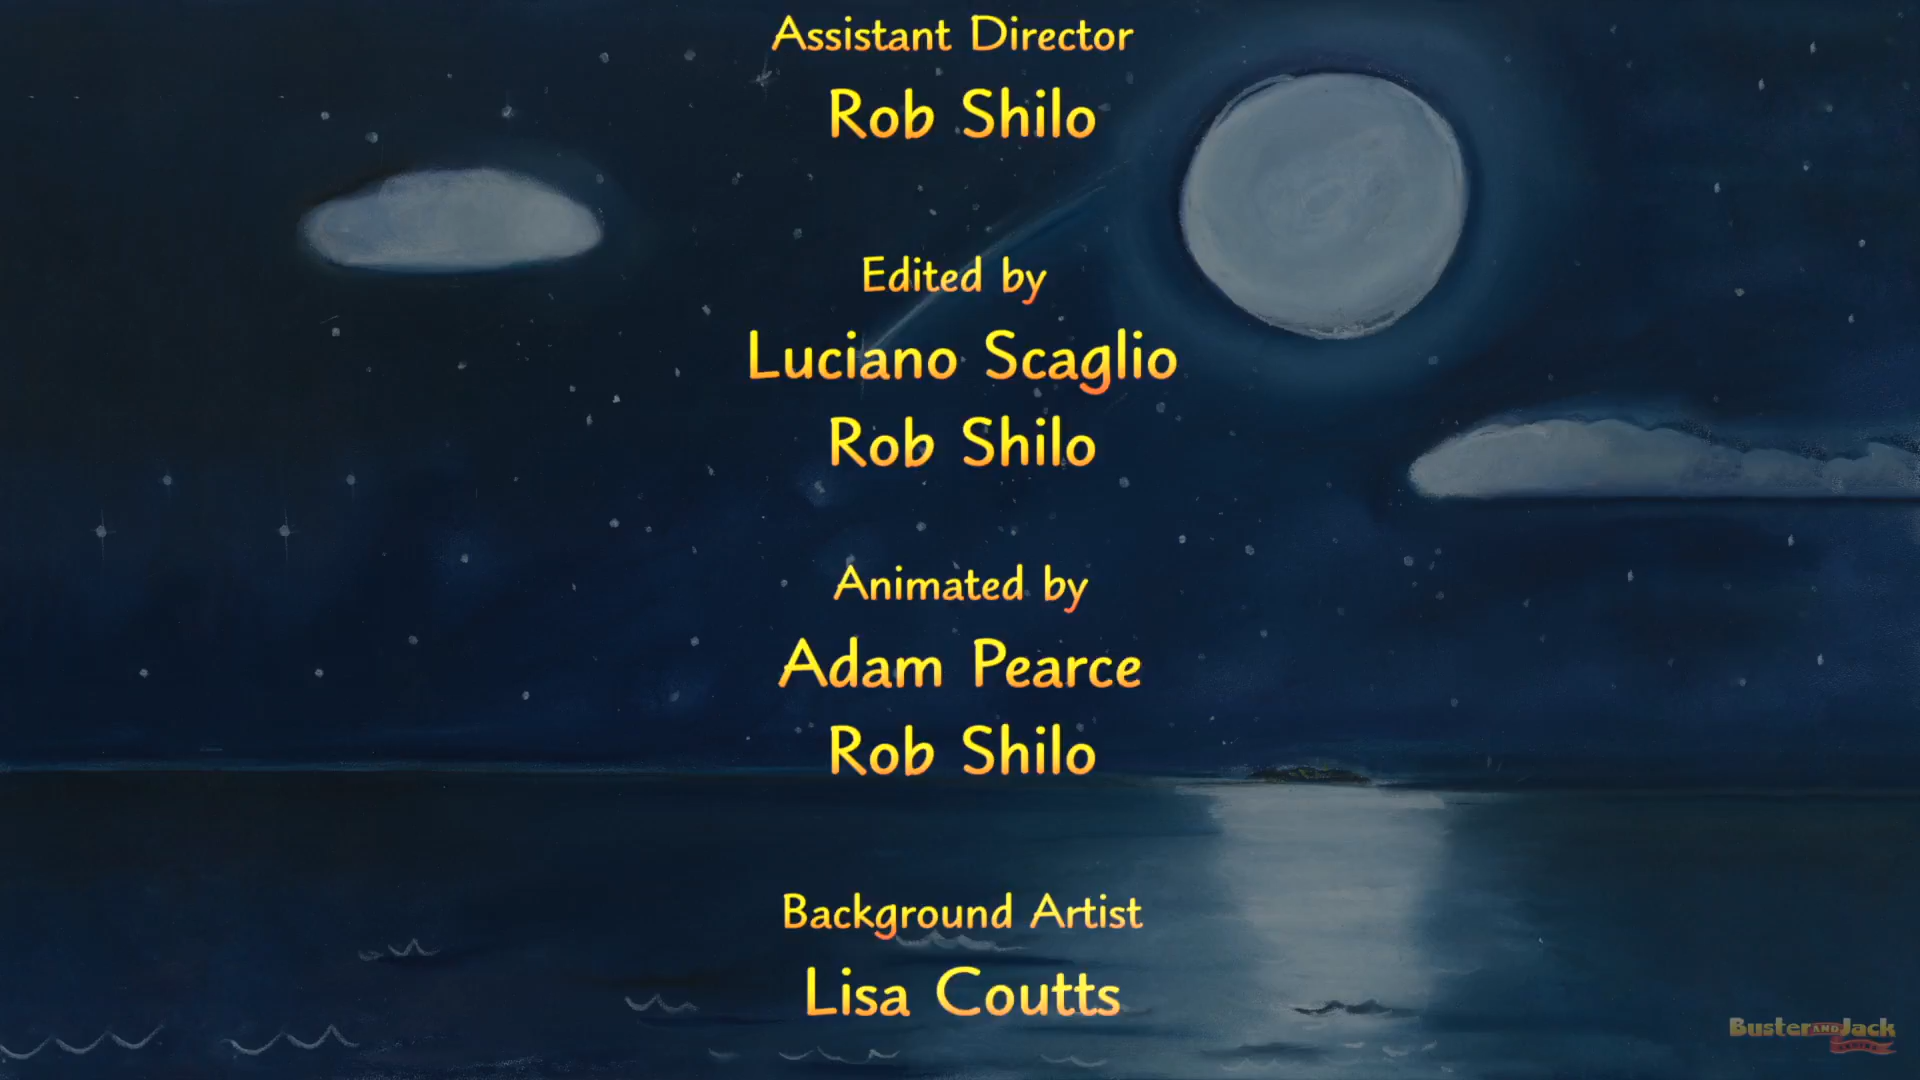 Assistant Director
Rob Shilo
Edited by
Luciano Scaglio
Rob Shilo
Animated by
Adam Pearce
Rob Shilo
Background Artist
Lisa Coutts
Buster AND Jack